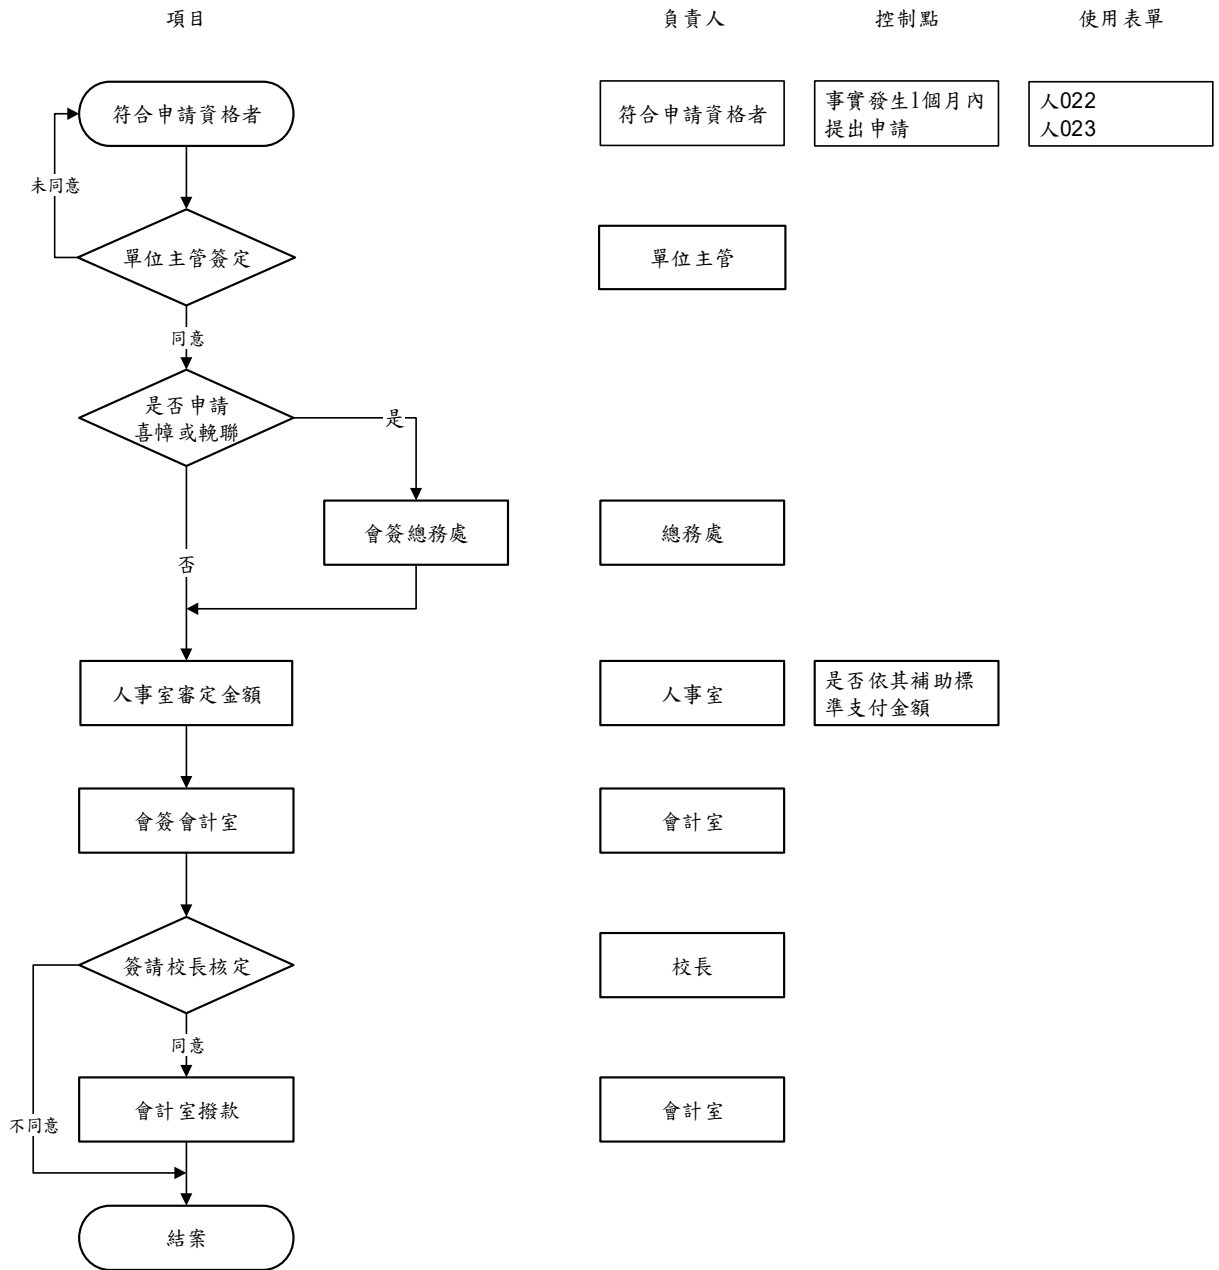 項目
負責人
控制點
使用表單
符合申請資格者
符合申請資格者
事實發生1個月內
提出申請
人022
人023
未同意
單位主管簽定
單位主管
同意
是否申請
喜幛或輓聯
是
會簽總務處
總務處
否
人事室審定金額
人事室
是否依其補助標
準支付金額
會簽會計室
會計室
簽請校長核定
校長
同意
會計室撥款
會計室
不同意
結案